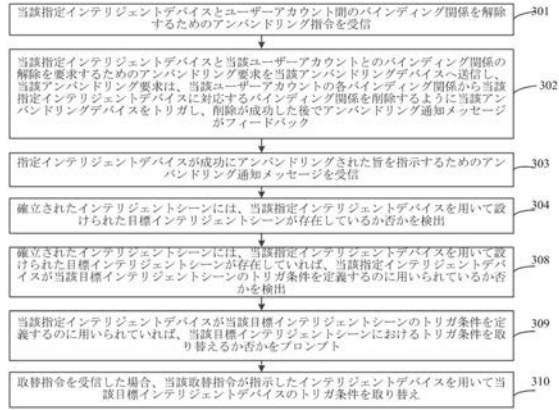 当該指定インテリジェントデバイスとユーザーアカウント間のバインディング関係を解除
するためのアンバンドリング指令を受信
301
当該指定インテリジェントデバイスと当該ユーザーアカウントとのバインディング関係の
解除を要求するためのアンバンドリング要求を当該アンバンドリングデバイスへ送信し、
当該アンバンドリング要求は、当該ユーザーアカウントの各バインディング関係から当該
指定インテリジェントデバイスに対応するバインディング関係を削除するように当該アン
バンドリングデバイスをトリガし、削除が成功した後でアンバンドリング通知メッセージ
がフィードバック
302
指定インテリジェントデバイスが成功にアンバンドリングされた旨を指示するためのアン
バンドリング通知メッセージを受信
303
確立されたインテリジェントシーンには、当該指定インテリジェントデバイスを用いて設
けられた目標インテリジェントシーンが存在しているか否かを検出
304
確立されたインテリジェントシーンには、当該指定インテリジェントデバイスを用いて設
けられた目標インテリジェントシーンが存在していれば、当該指定インテリジェントデバ
イスが当該目標インテリジェントシーンのトリガ条件を定義するのに用いられているか否
かを検出
308
当該指定インテリジェントデバイスが当該目標インテリジェントシーンのトリガ条件を定
義するのに用いられていれば、当該目標インテリジェントシーンにおけるトリガ条件を取
り替えるか否かをプロンプト
309
取替指令を受信した場合、当該取替指令が指示したインテリジェントデバイスを用いて当
該目標インテリジェントデバイスのトリガ条件を取り替え
310